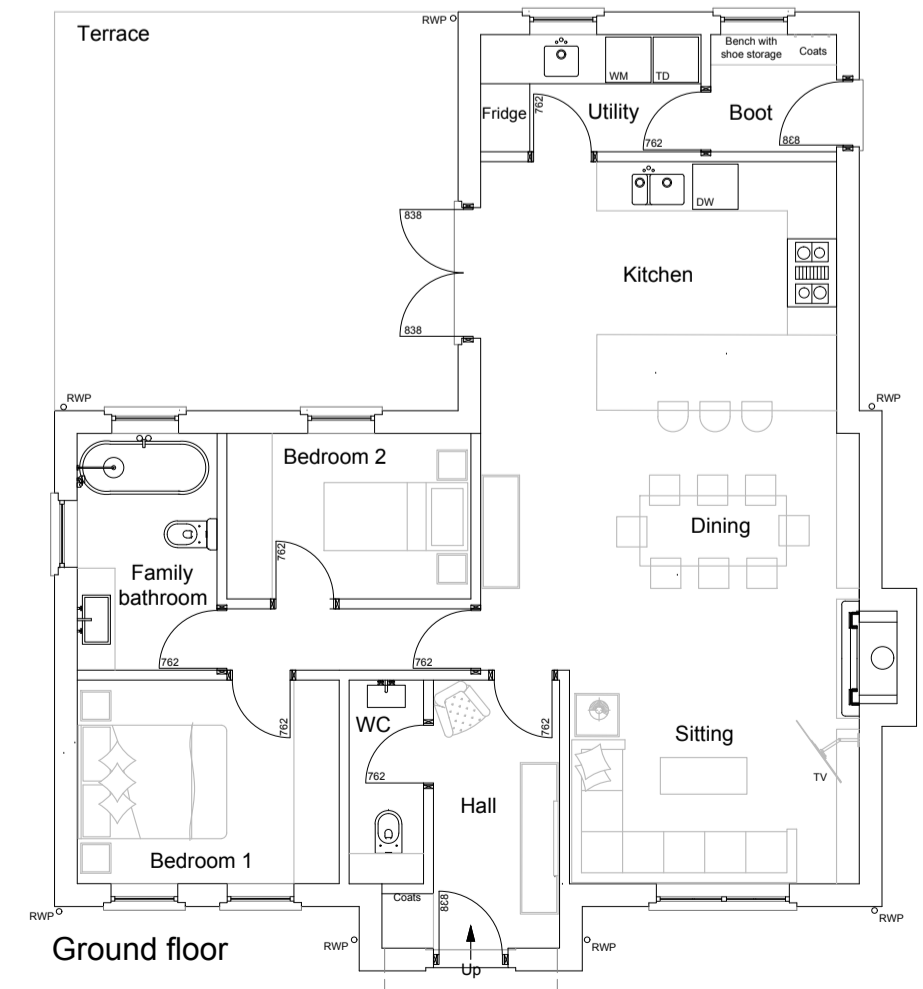 RWP
Terrace
Bench with
shoe storage
Coats
WM
TD
Fridge
762
Utility
762
Boot
838
DW
838
Kitchen
838
RWP
RWP
Bedroom 2
Dining
762
Family
bathroom
762
762
762
WC
762
762
Sitting
TV
Hall
Bedroom 1
Coats
838
RWP
RWP
Ground floor
RWP
RWP
Up